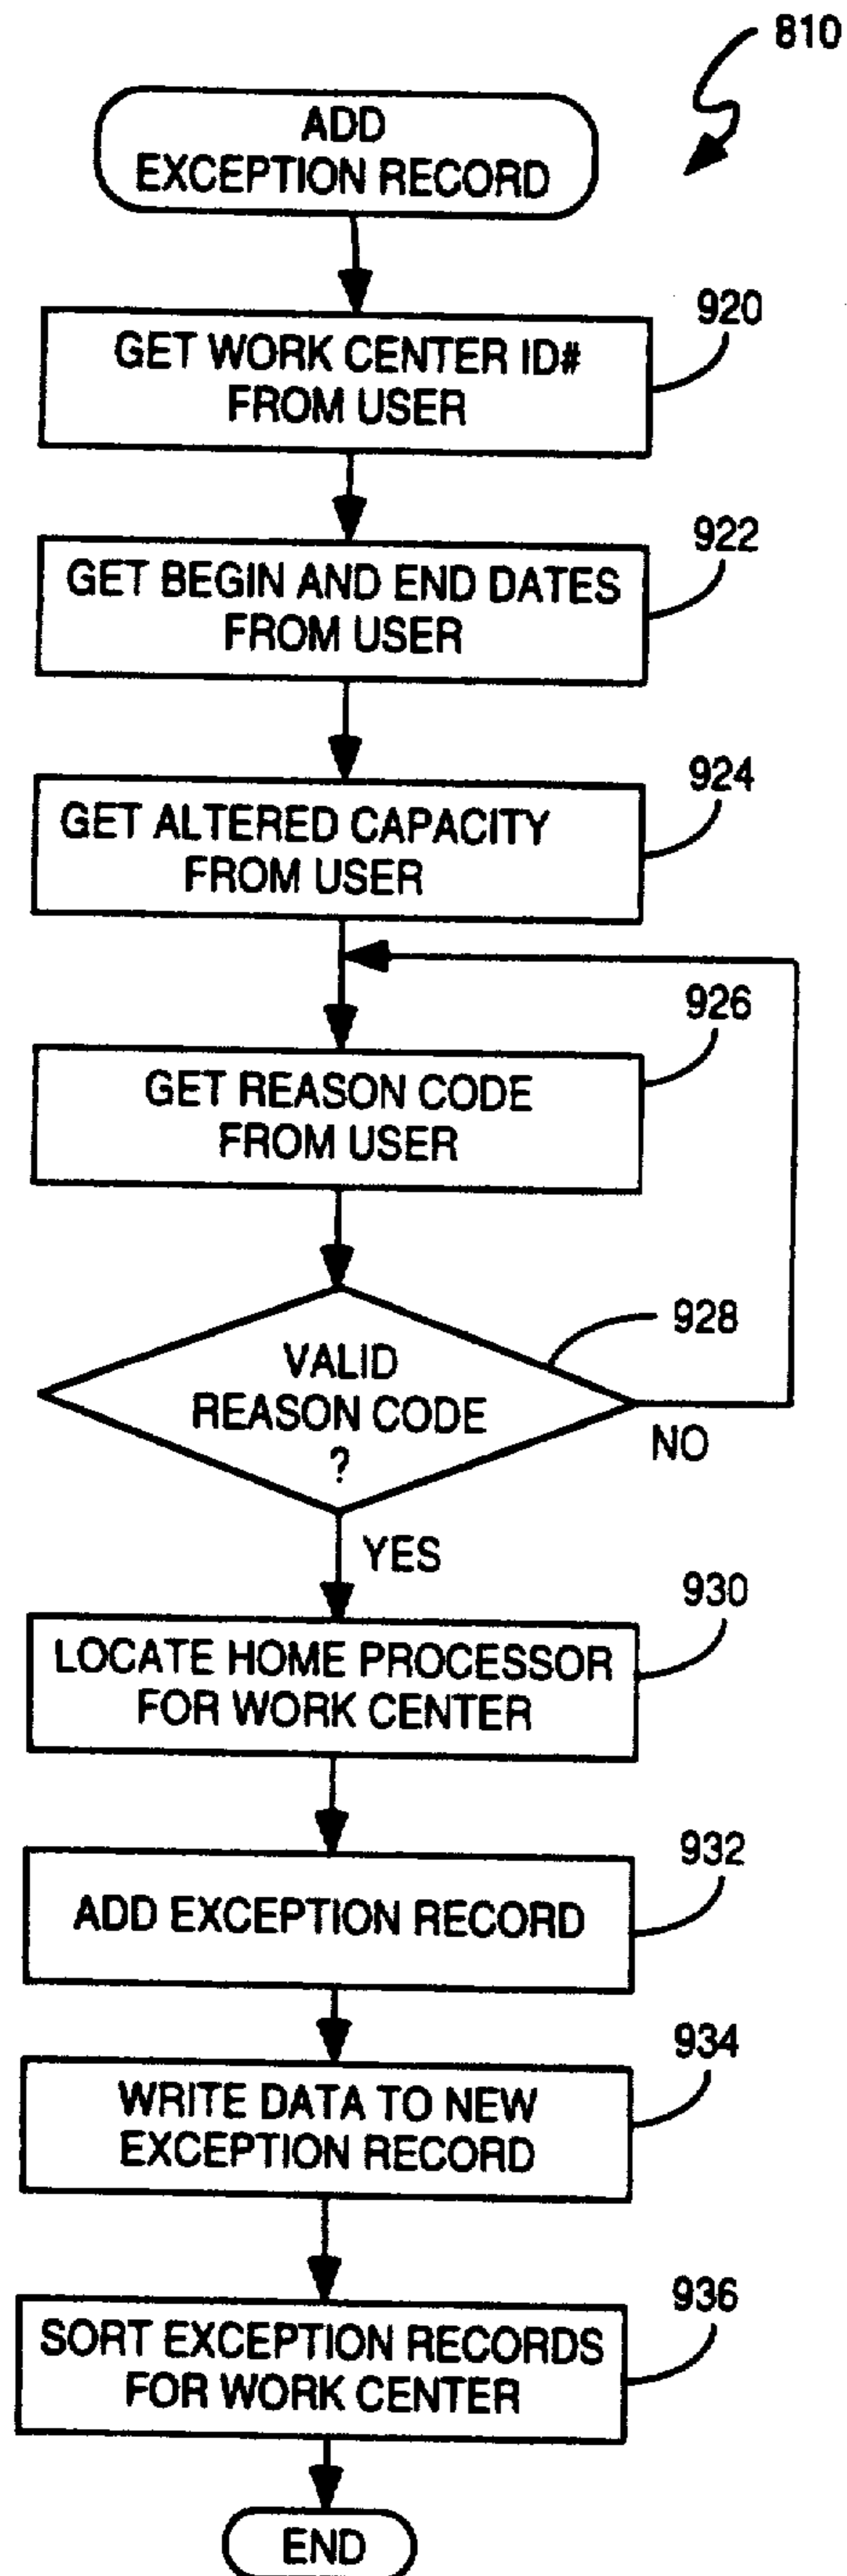 810
ADD
EXCEPTION RECORD
920
GET WORK CENTER ID#
FROM USER
922
GET BEGIN AND END DATES
FROM USER
924
GET ALTERED CAPACITY
FROM USER
926
GET REASON CODE
FROM USER
928
VALID
REASON CODE
?
NO
YES
930
LOCATE HOME PROCESSOR
FOR WORK CENTER
932
ADD EXCEPTION RECORD
934
WRITE DATA TO NEW
EXCEPTION RECORD
936
SORT EXCEPTION RECORDS
FOR WORK CENTER
END